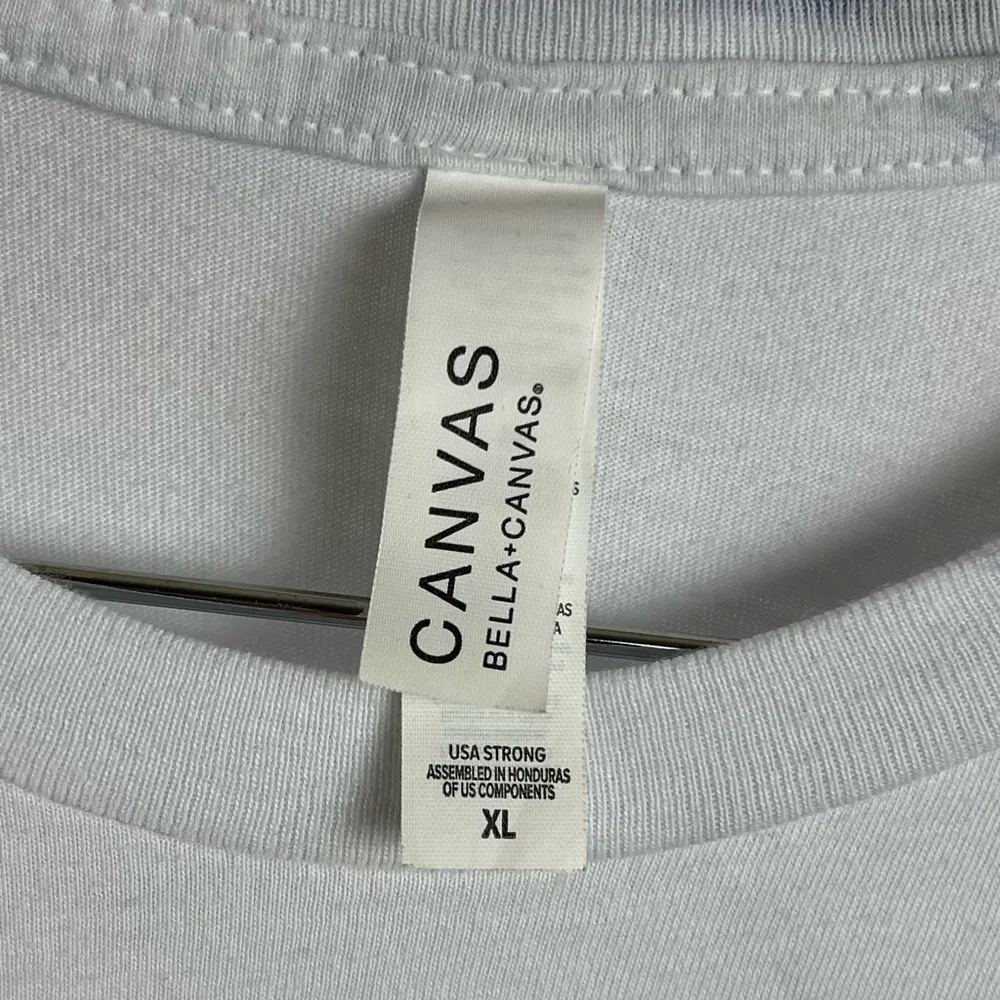 CANVAS
BELLA+CANVAS®
USA STRONG
ASSEMBLED IN HONDURAS
OF US COMPONENTS
XL